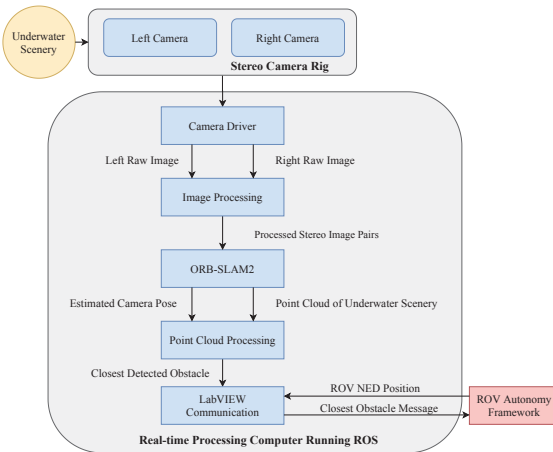 Underwater
Scenery
Left Camera
Right Camera
Stereo Camera Rig
Camera Driver
Left Raw Image
Right Raw Image
Image Processing
Processed Stereo Image Pairs
ORB-SLAM2
Estimated Camera Pose
Point Cloud of Underwater Scenery
Point Cloud Processing
Closest Detected Obstacle
LabVIEW
Communication
ROV NED Position
Closest Obstacle Message
ROV Autonomy
Framework
Real-time Processing Computer Running ROS